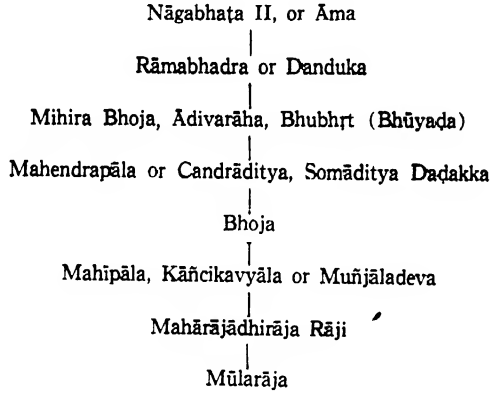 Nāgabhaṭa II, or Āma
Rāmabhadra or Danduka
Mihira Bhoja, Ādivarāha, Bhubhṛt (Bhūyaḍa)
Mahendrapāla or Candrāditya, Somāditya Daḍakka
Bhoja
Mahīpāla, Kāñcikavyāla or Muñjāladeva
Mahārājādhirāja Rāji
Mūlarāja